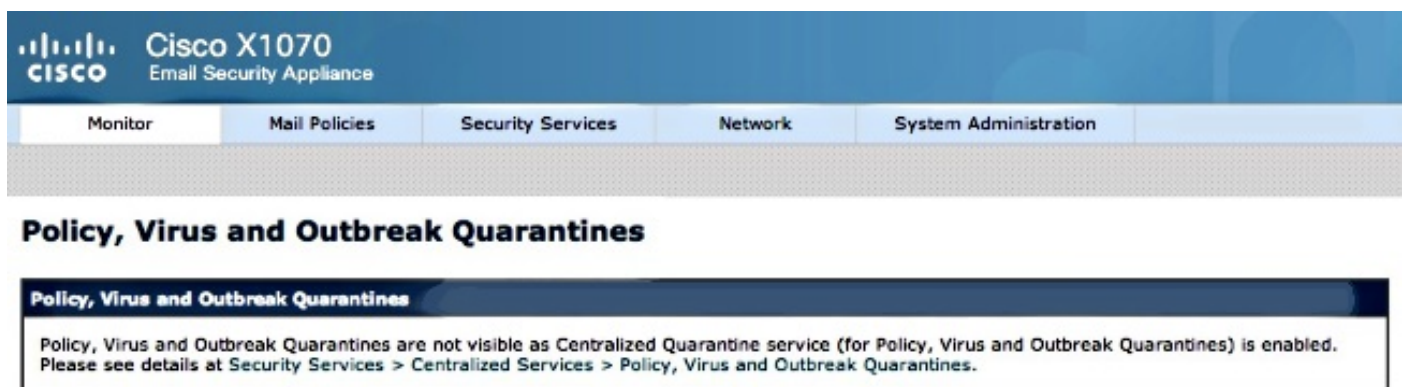 CISCO
Cisco X1070
Email Security Appliance
Monitor
Mail Policies
Security Services
Network
System Administration
Policy, Virus and Outbreak Quarantines
Policy, Virus and Outbreak Quarantines
Policy, Virus and Outbreak Quarantines are not visible as Centralized Quarantine service (for Policy, Virus and Outbreak Quarantines) is enabled.
Please see details at Security Services > Centralized Services > Policy, Virus and Outbreak Quarantines.